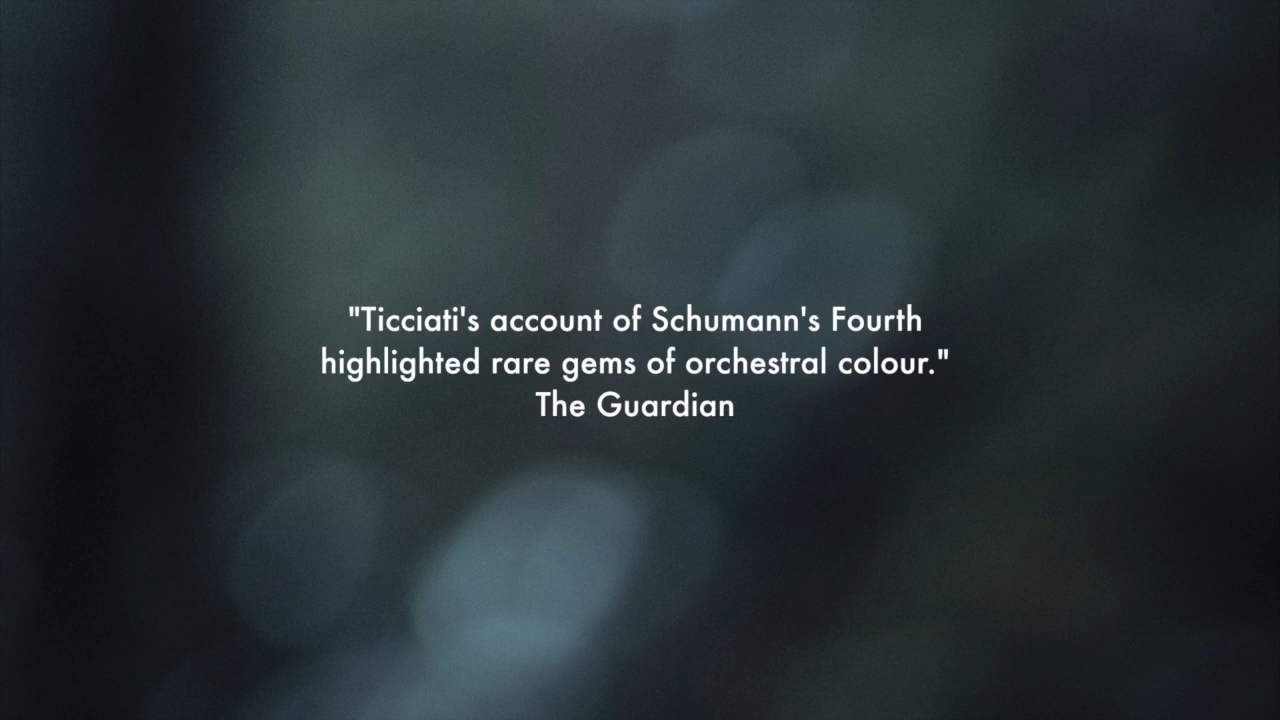 "Ticciati's account of Schumann's Fourth
highlighted rare gems of orchestral colour."
The Guardian